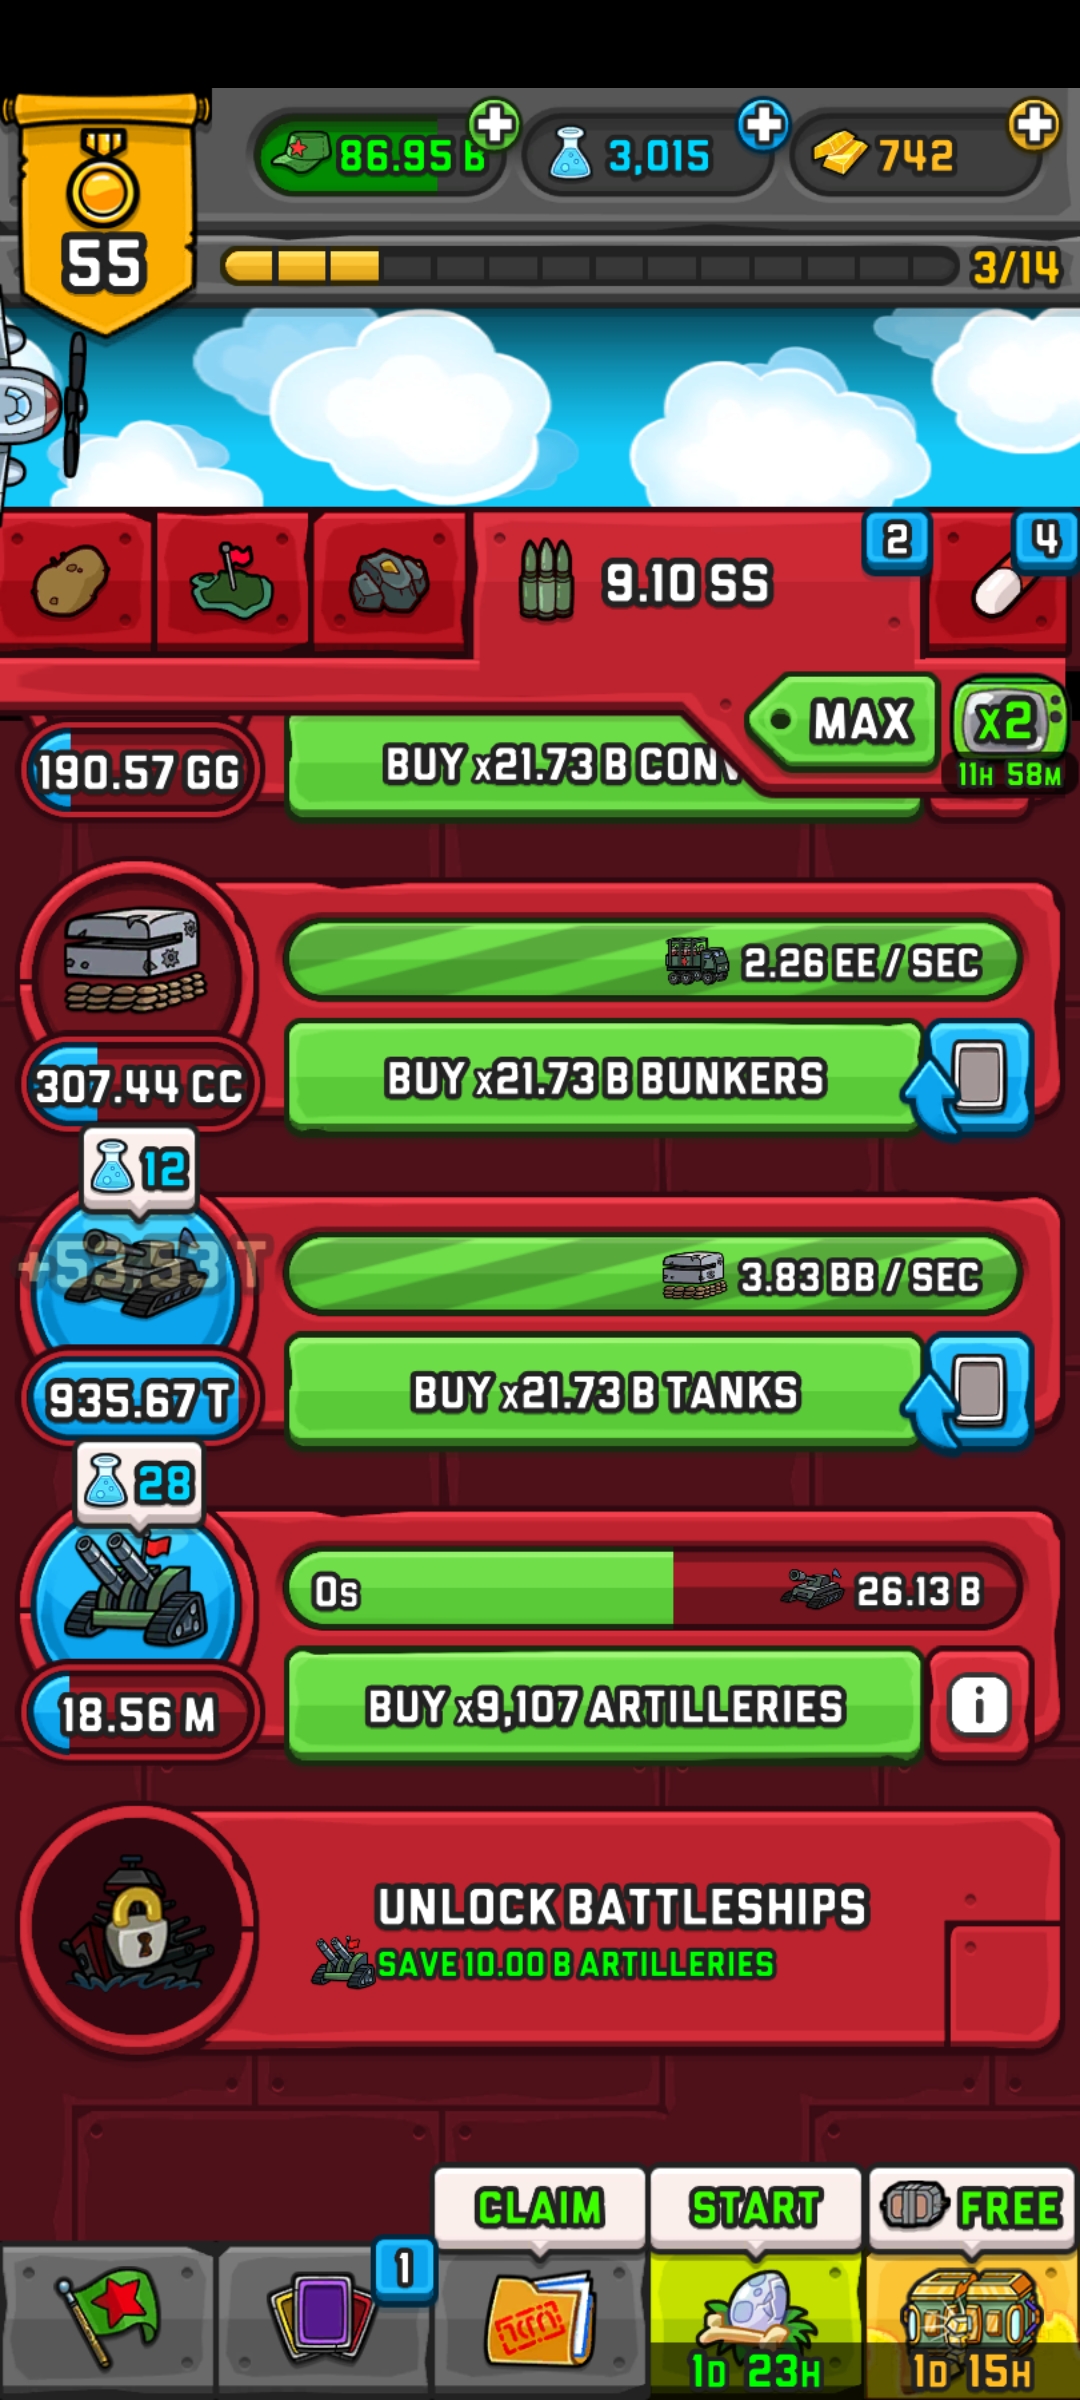 55
86.95 B
3,015
742
3/14
9.10 SS
2
4
MAX
x2
11H 58M
190.57 GG
BUY x21.73 B CONV
2.26 EE / SEC
307.44 CC
BUY x21.73 B BUNKERS
12
+53.53 T
3.83 BB / SEC
935.67 T
BUY x21.73 B TANKS
28
0s
26.13 B
18.56 M
BUY x9,107 ARTILLERIES
i
UNLOCK BATTLESHIPS
SAVE 10.00 B ARTILLERIES
CLAIM
START
FREE
1
1D 23H
1D 15H